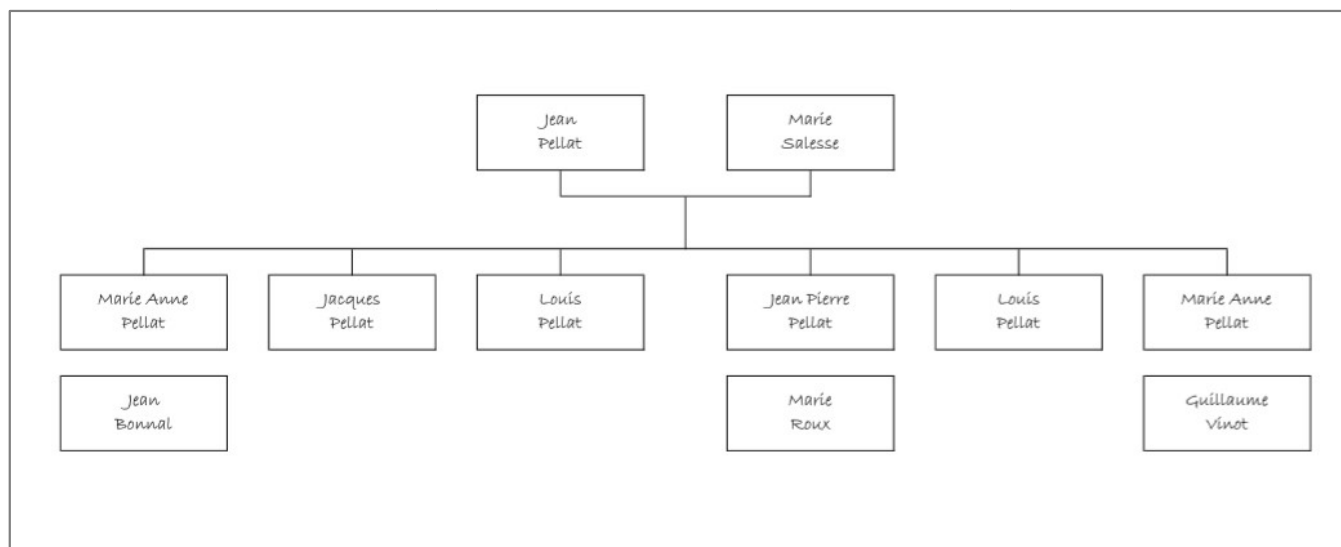 Jean
Pellat
Marie
Salesse
Marie Anne
Pellat
Jacques
Pellat
Louis
Pellat
Jean Pierre
Pellat
Louis
Pellat
Marie Anne
Pellat
Jean
Bonnal
Marie
Roux
Guillaume
Vinot